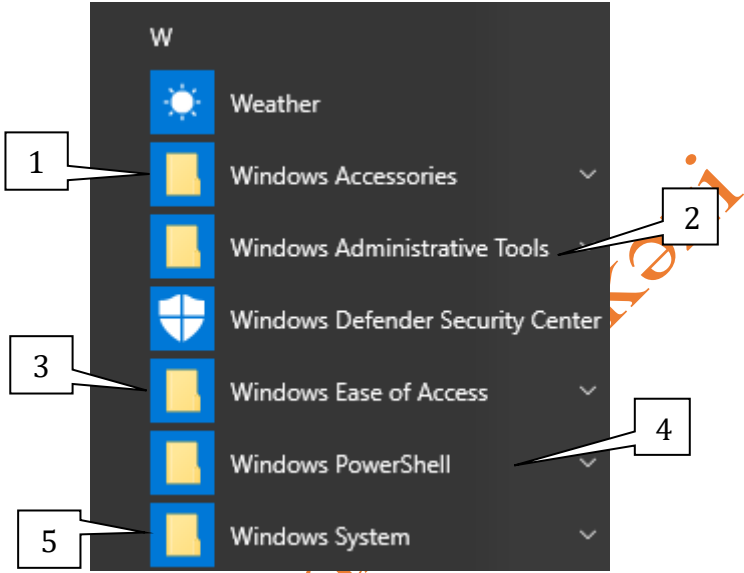 W
Weather
1
Windows Accessories
2
Windows Administrative Tools
Windows Defender Security Center
3
Windows Ease of Access
4
Windows PowerShell
5
Windows System